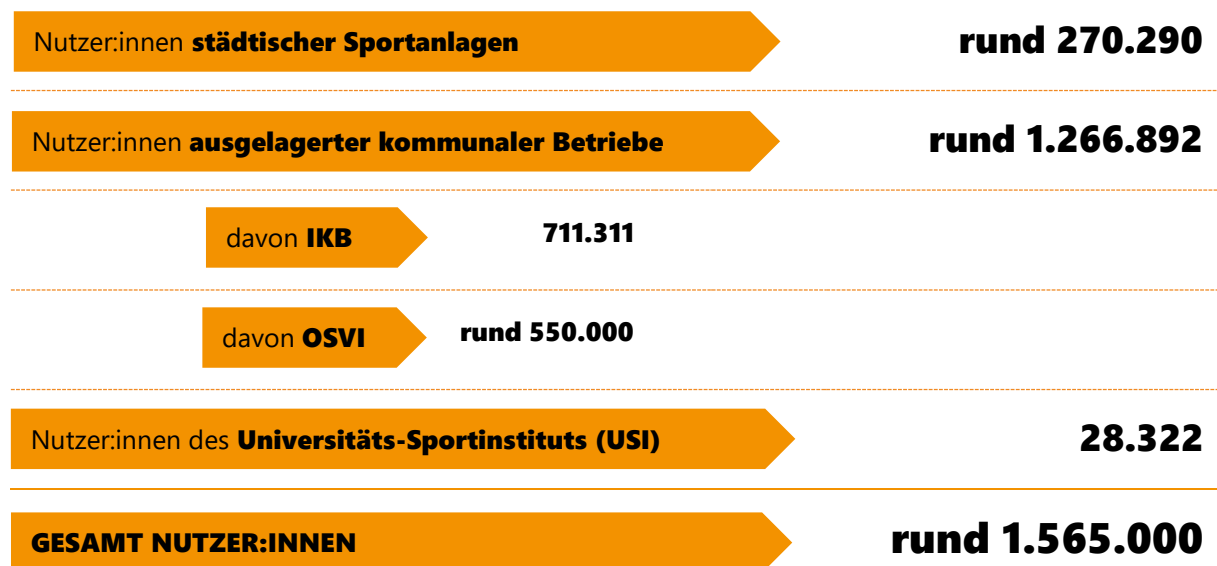 Nutzer:innen städtischer Sportanlagen rund 270.290
Nutzer:innen ausgelagerter kommunaler Betriebe rund 1.266.892
davon IKB 711.311
davon OSVI rund 550.000
Nutzer:innen des Universitäts-Sportinstituts (USI) 28.322
GESAMT NUTZER:INNEN rund 1.565.000